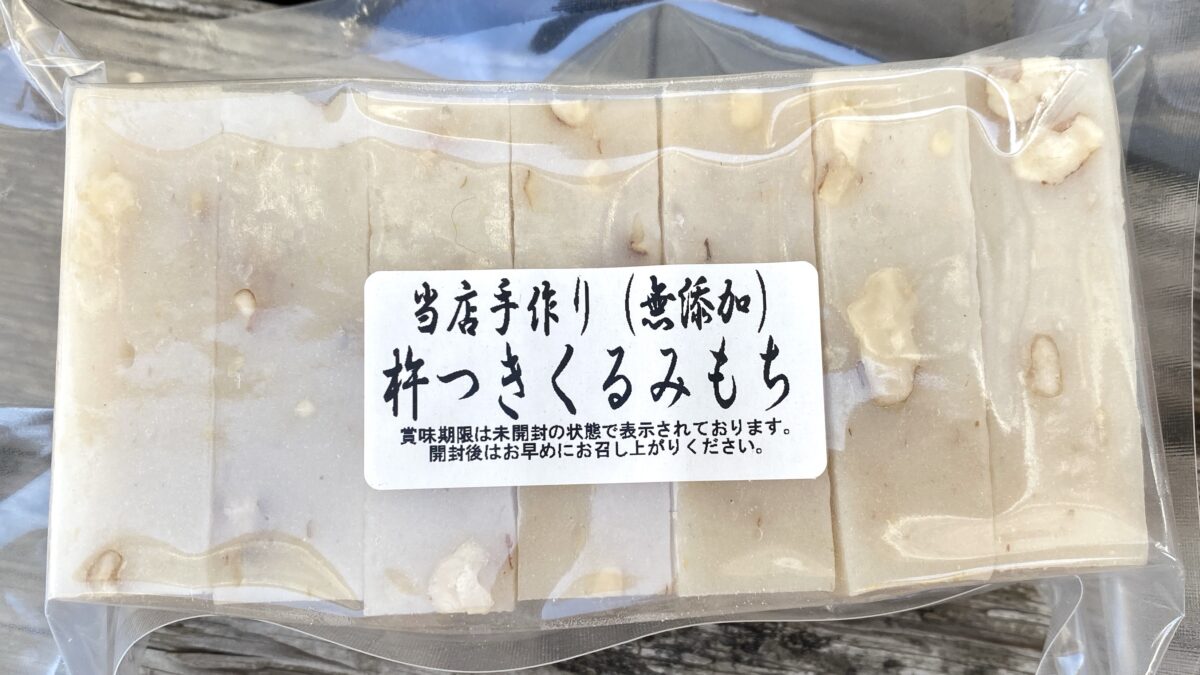 当店手作り（無添加）
杵つきくるみもち
賞味期限は未開封の状態で表示されております。
開封後はお早めにお召し上がりください。